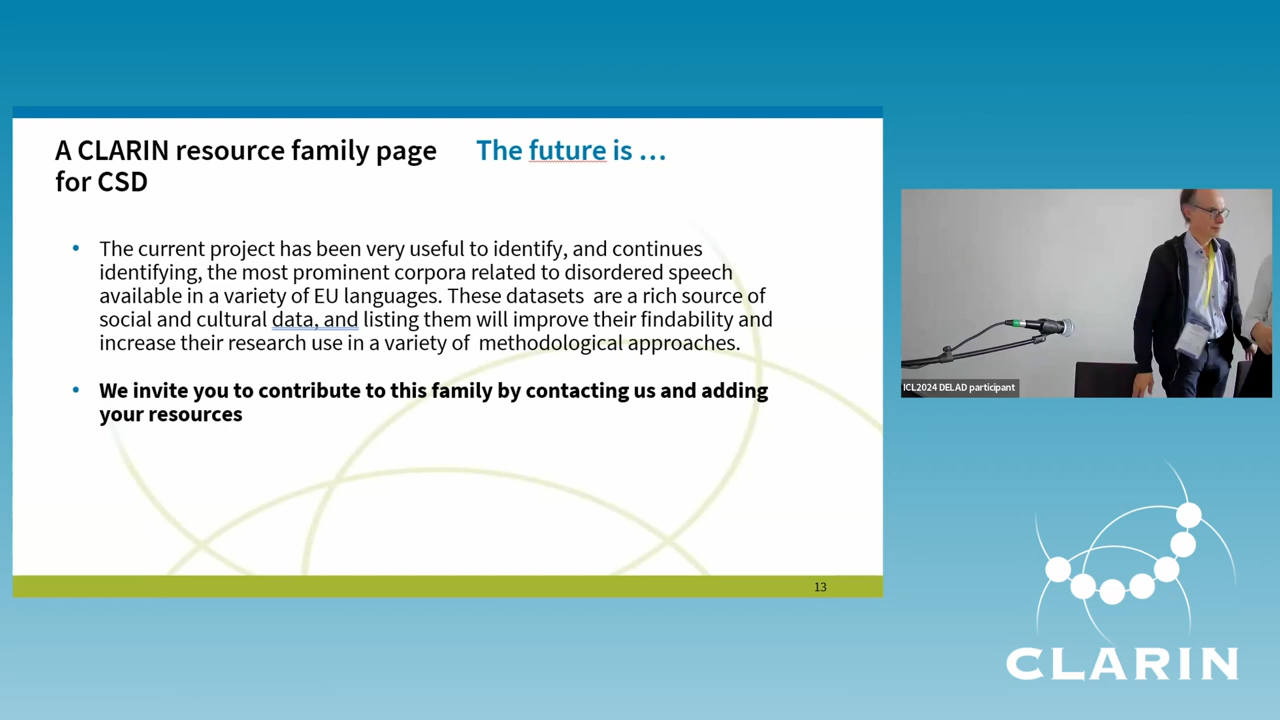 A CLARIN resource family page
for CSD
The future is …
• The current project has been very useful to identify, and continues
identifying, the most prominent corpora related to disordered speech
available in a variety of EU languages. These datasets  are a rich source of
social and cultural data, and listing them will improve their findability and
increase their research use in a variety of  methodological approaches.
• We invite you to contribute to this family by contacting us and adding
your resources
13
ICL2024 DELAD participant
CLARIN